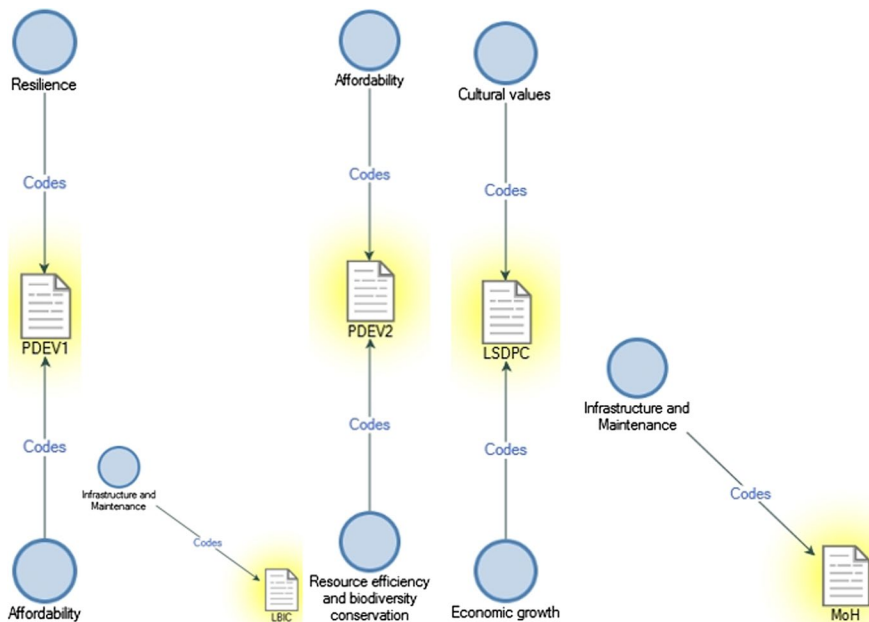 Resilience
Codes
PDEV1
Codes
Affordability
Infrastructure and
Maintenance
Codes
LBIC
Affordability
Codes
PDEV2
Codes
Resource efficiency
and biodiversity
conservation
Cultural values
Codes
LSDPC
Codes
Economic growth
Infrastructure and
Maintenance
Codes
MoH